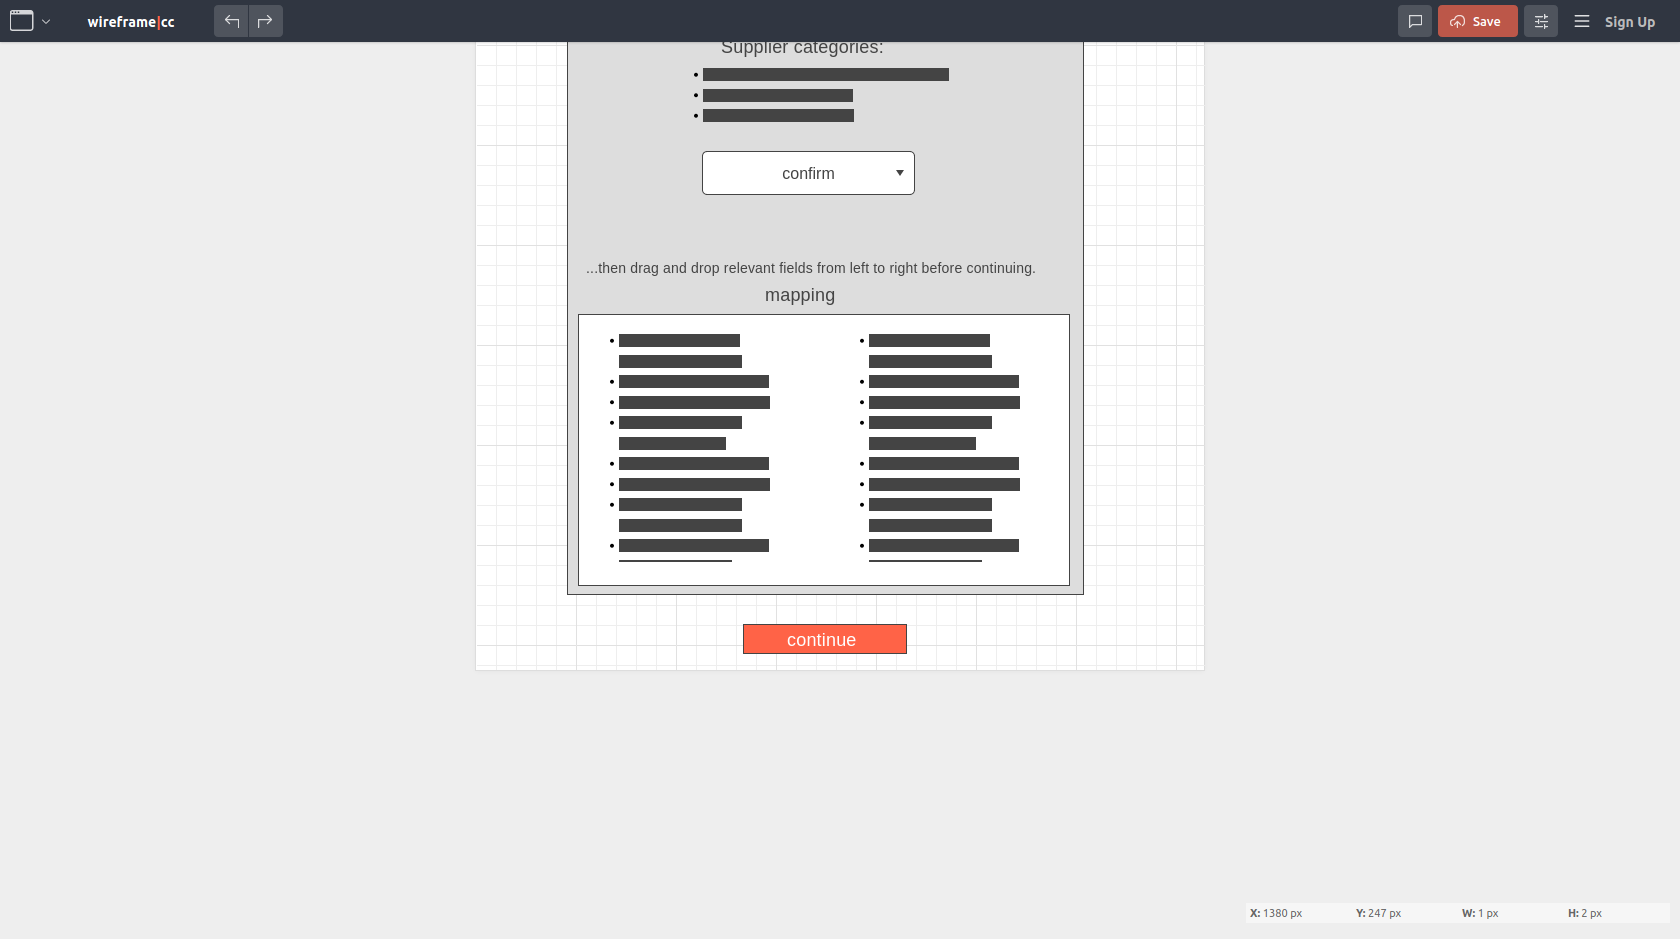 wireframe|cc
Save
Sign Up
Supplier categories:
confirm
...then drag and drop relevant fields from left to right before continuing.
mapping
continue
X: 1380 px Y: 247 px W: 1 px H: 2 px